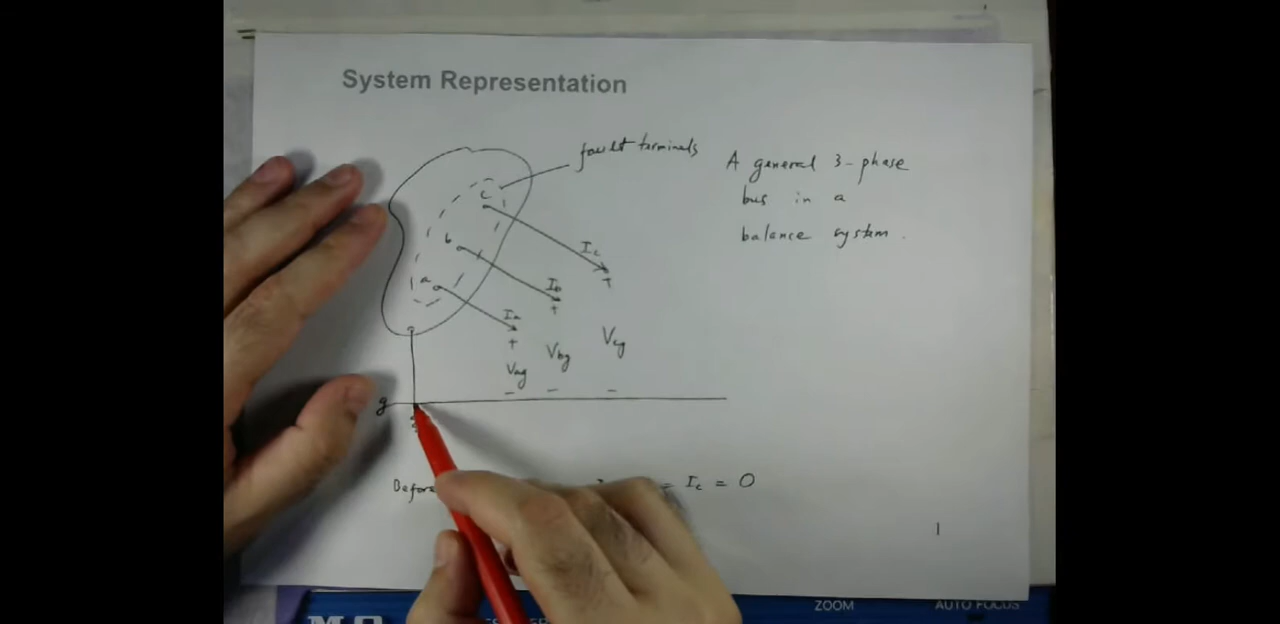 System Representation
fault terminals
A general 3-phase
bus in a
balance system.
c
Ic
b
Ib
a
Ia
+
+
+
Vcg
Vbg
Vag
g
= Ic = 0
1
ZOOM
AUTO FOCUS